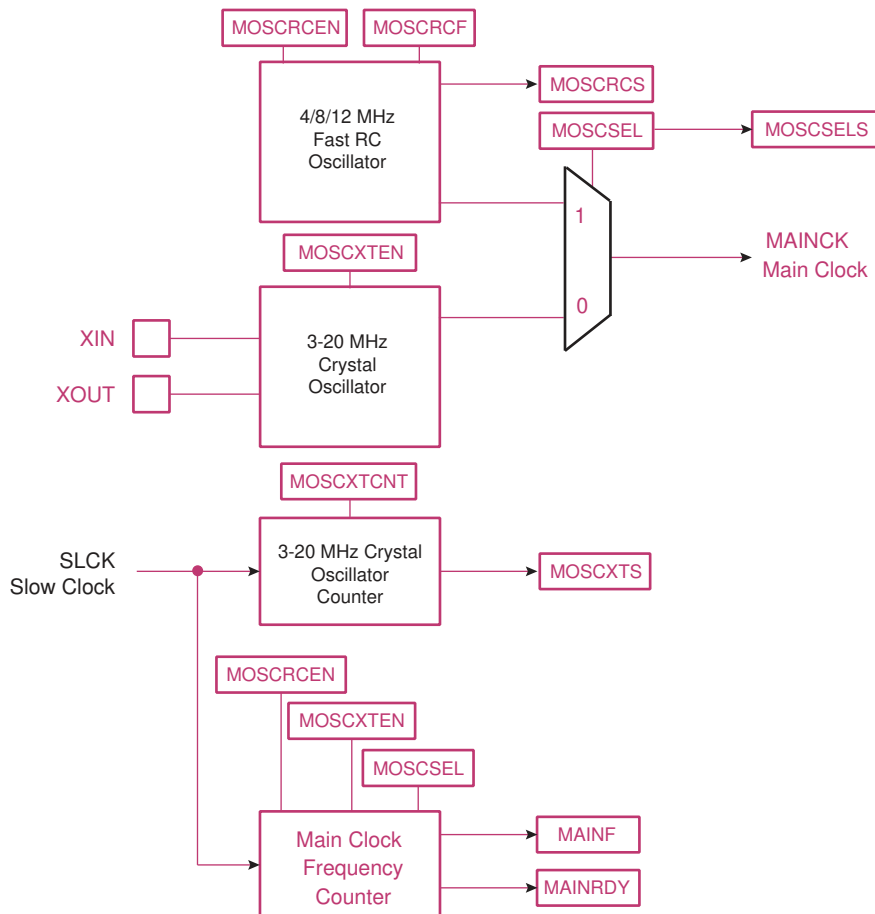 MOSCRCEN
MOSCRCF
4/8/12 MHz
Fast RC
Oscillator
MOSCRCS
MOSCSEL
MOSCSELS
1
MAINCK
Main Clock
MOSCXTEN
0
XIN
XOUT
3-20 MHz
Crystal
Oscillator
MOSCXTCNT
SLCK
Slow Clock
3-20 MHz Crystal
Oscillator
Counter
MOSCXTS
MOSCRCEN
MOSCXTEN
MOSCSEL
Main Clock
Frequency
Counter
MAINF
MAINRDY